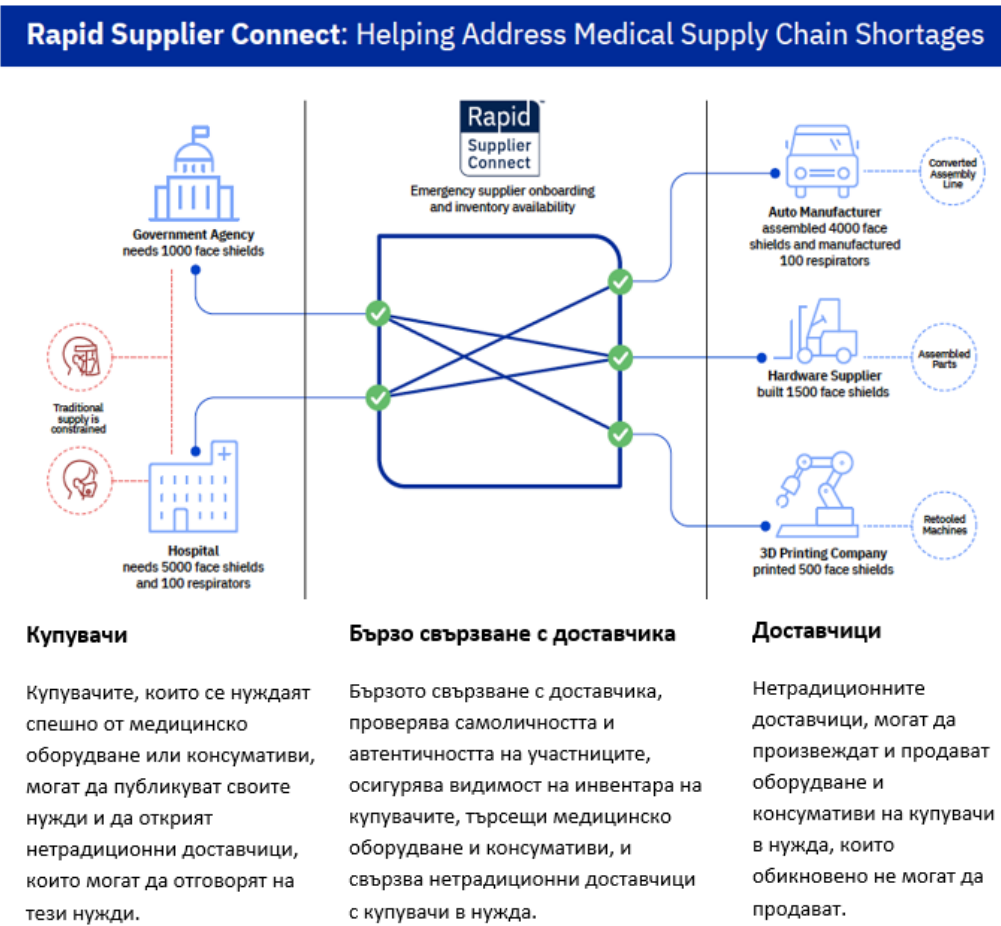 Rapid Supplier Connect: Helping Address Medical Supply Chain Shortages
Rapid™
Supplier
Connect
Emergency supplier onboarding
and inventory availability
Government Agency
needs 1000 face shields
Traditional
supply is
constrained
Hospital
needs 5000 face shields
and 100 respirators
Auto Manufacturer
assembled 4000 face
shields and manufactured
100 respirators
Converted
Assembly
Line
Hardware Supplier
built 1500 face shields
Assembled
Parts
3D Printing Company
printed 500 face shields
Retooled
Machines
Купувачи
Купувачите, които се нуждаят
спешно от медицинско
оборудване или консумативи,
могат да публикуват своите
нужди и да открият
нетрадиционни доставчици,
които могат да отговорят на
тези нужди.
Бързо свързване с доставчика
Бързото свързване с доставчика,
проверява самоличността и
автентичността на участниците,
осигурява видимост на инвентара на
купувачите, търсещи медицинско
оборудване и консумативи, и
свързва нетрадиционни доставчици
с купувачи в нужда.
Доставчици
Нетрадиционните
доставчици, могат да
произвеждат и продават
оборудване и
консумативи на купувачи
в нужда, които
обикновено не могат да
продават.